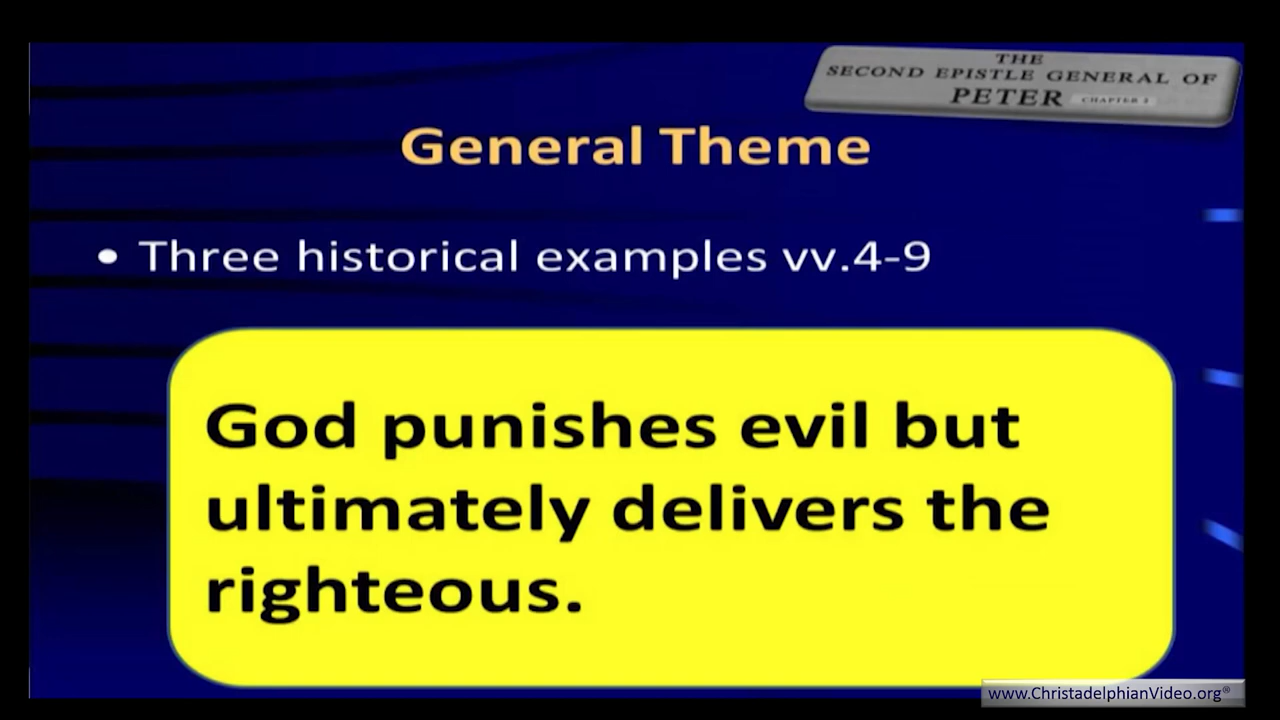 THE
SECOND EPISTLE GENERAL OF
PETER CHAPTER 2
General Theme
• Three historical examples vv.4-9
God punishes evil but
ultimately delivers the
righteous.
www.ChristadelphianVideo.org®